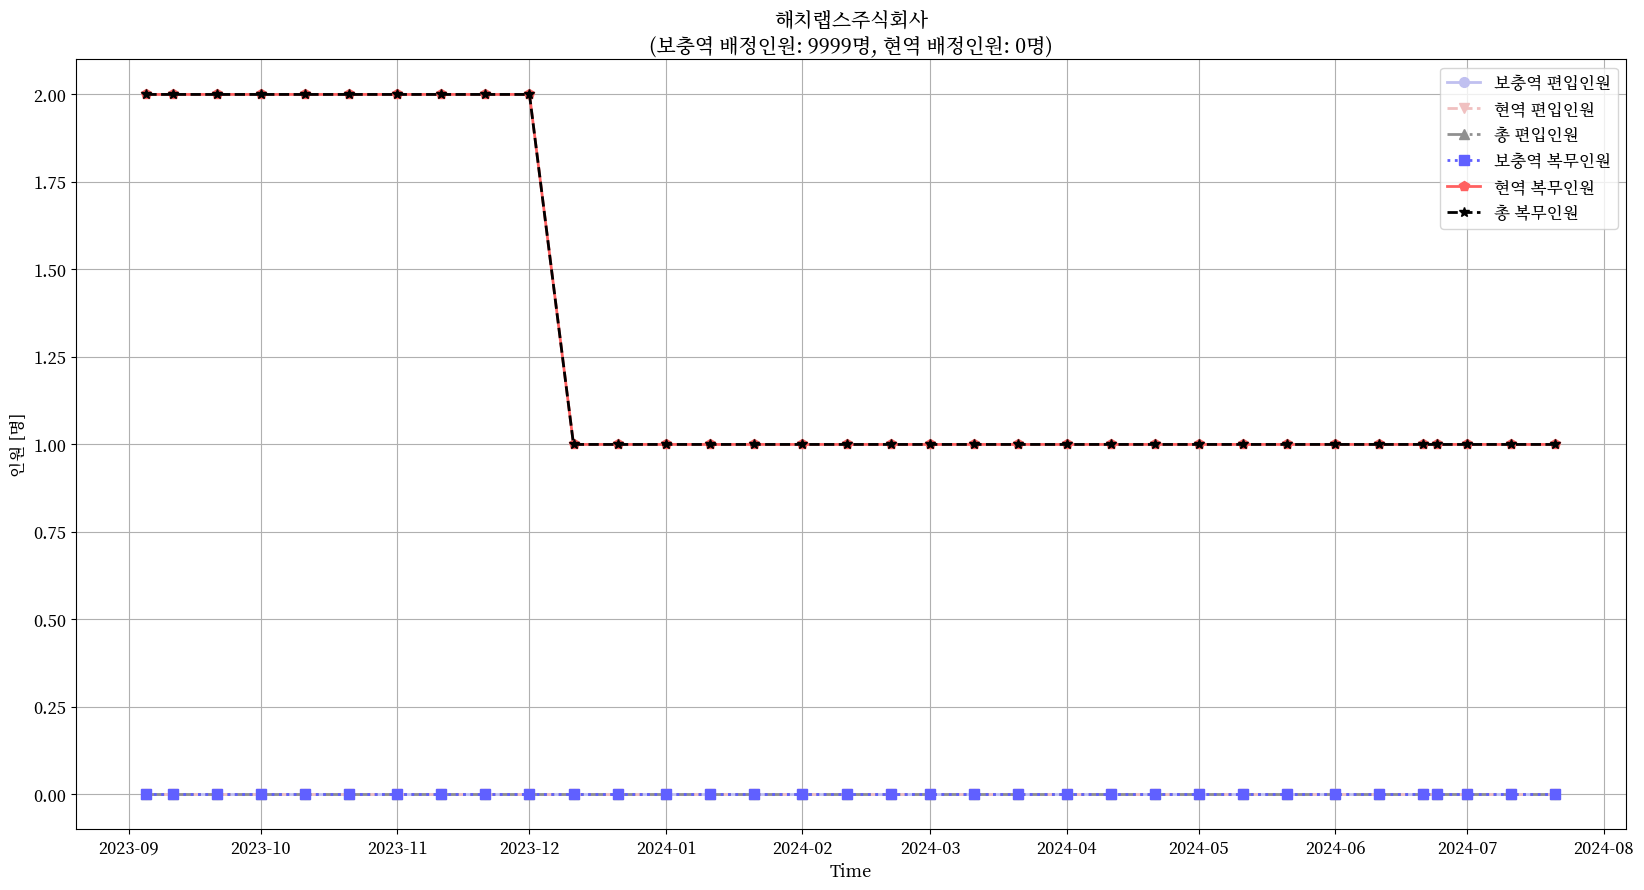 해치랩스주식회사
(보충역 배정인원: 9999명, 현역 배정인원: 0명)
보충역 편입인원
현역 편입인원
총 편입인원
보충역 복무인원
현역 복무인원
총 복무인원
2.00
1.75
1.50
1.25
1.00
0.75
0.50
0.25
0.00
인원 [명]
2023-09 2023-10 2023-11 2023-12 2024-01 2024-02 2024-03 2024-04 2024-05 2024-06 2024-07 2024-08
Time